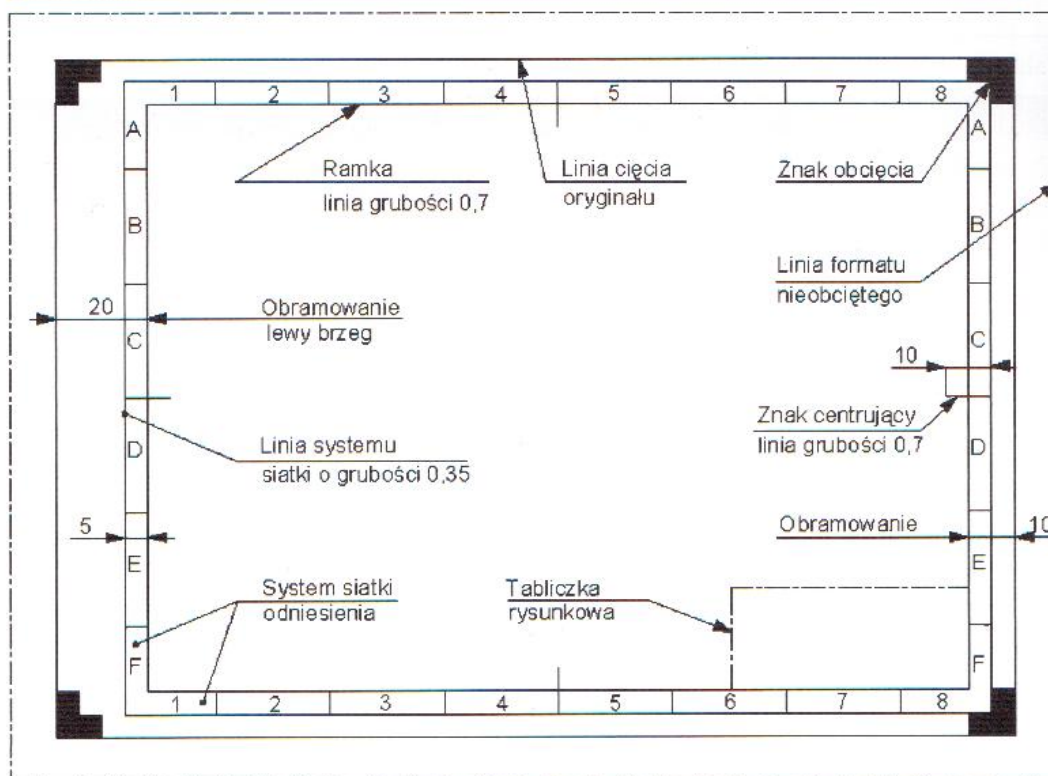 1 2 3 4 5 6 7 8
A
A
Ramka
linia grubości 0,7
Linia cięcia
oryginału
Znak obcięcia
B
B
Linia formatu
nieobciętego
20
Obramowanie
lewy brzeg
C
C
10
Znak centrujący
linia grubości 0,7
Linia systemu
siatki o grubości 0,35
D
D
5
Obramowanie
10
E
E
System siatki
odniesienia
Tabliczka
rysunkowa
F
F
1 2 3 4 5 6 7 8